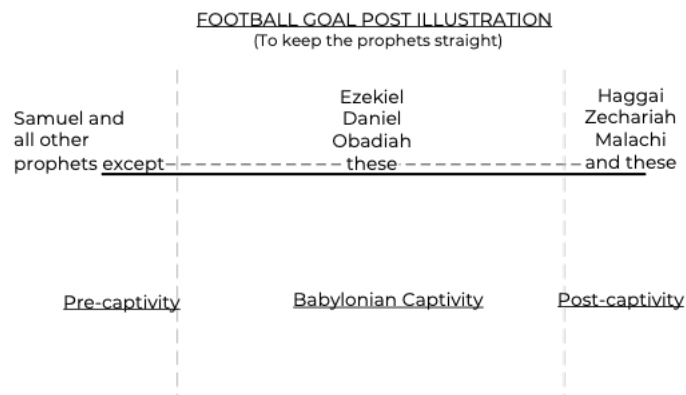 FOOTBALL GOAL POST ILLUSTRATION
(To keep the prophets straight)
Samuel and
all other
prophets except
Ezekiel
Daniel
Obadiah
these
Haggai
Zechariah
Malachi
and these
Pre-captivity
Babylonian Captivity
Post-captivity